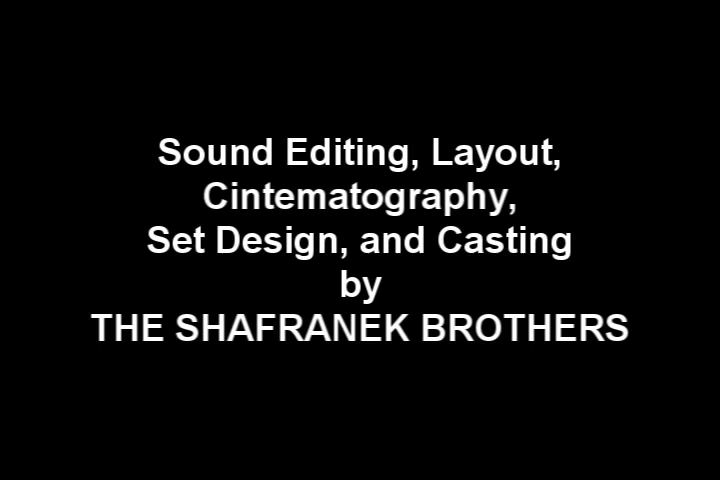 Sound Editing, Layout,
Cintematography,
Set Design, and Casting
by
THE SHAFRANEK BROTHERS